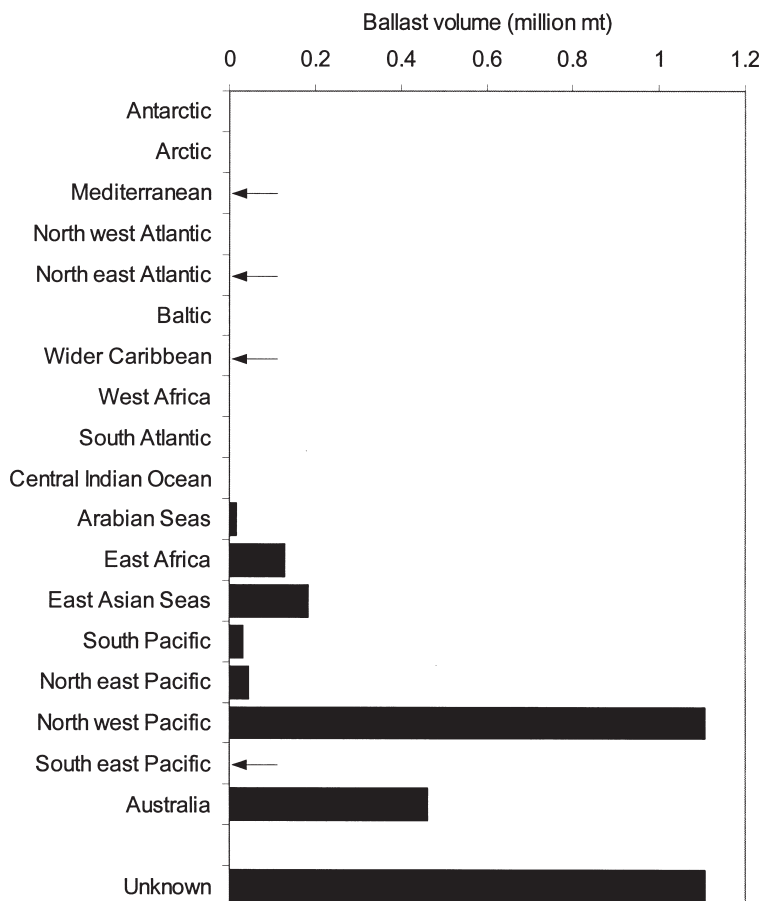 Ballast volume (million mt)
0 0.2 0.4 0.6 0.8 1 1.2
Antarctic
Arctic
Mediterranean
North west Atlantic
North east Atlantic
Baltic
Wider Caribbean
West Africa
South Atlantic
Central Indian Ocean
Arabian Seas
East Africa
East Asian Seas
South Pacific
North east Pacific
North west Pacific
South east Pacific
Australia
Unknown